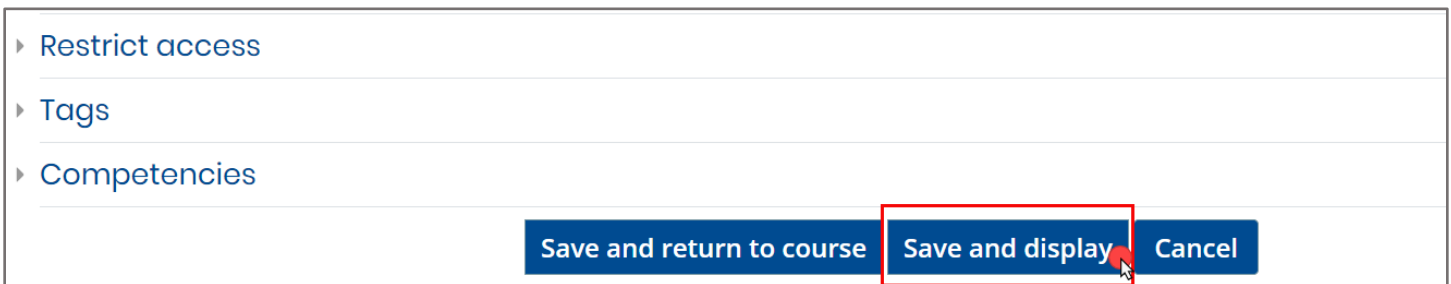 Restrict access
Tags
Competencies
Save and return to course Save and display Cancel